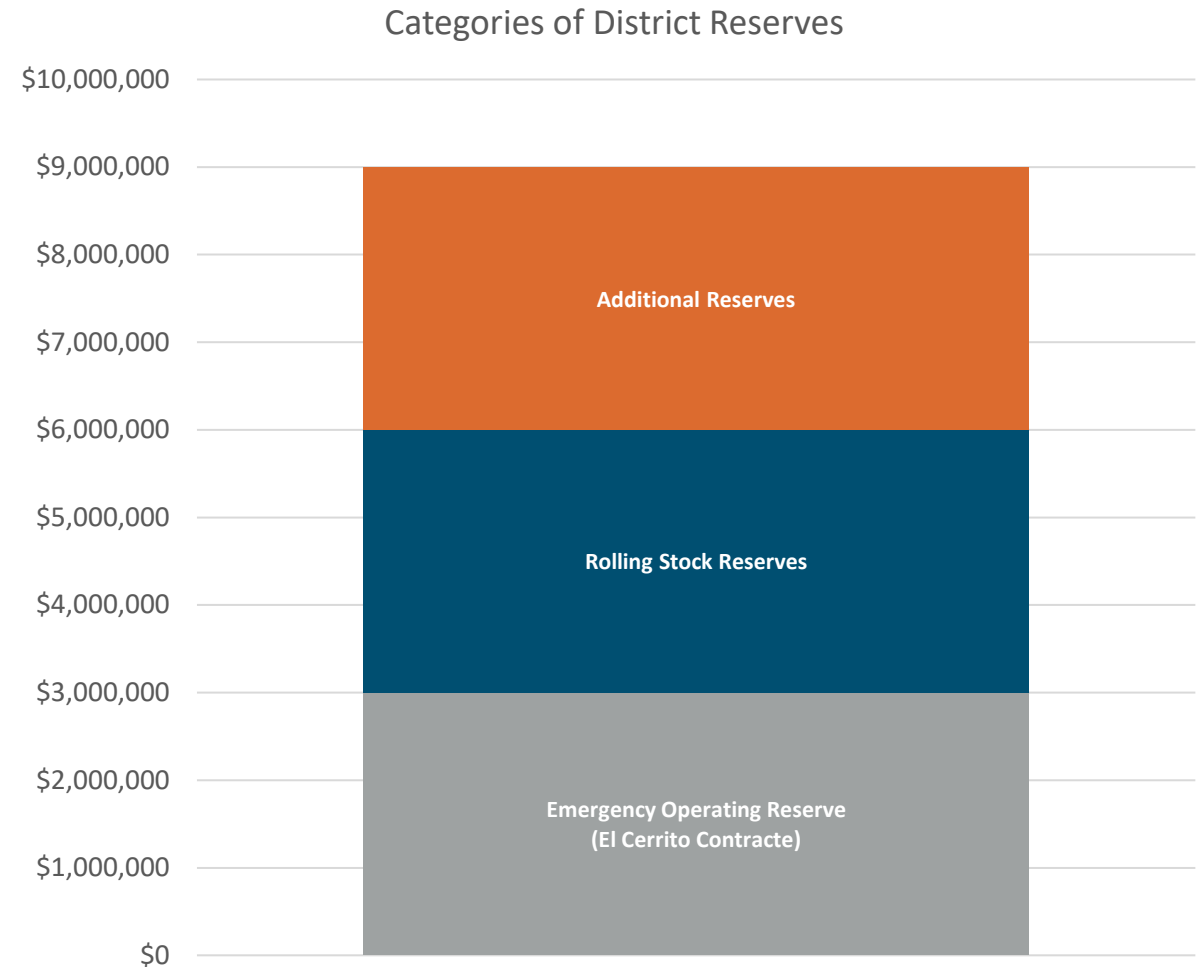 Categories of District Reserves
$10,000,000
$9,000,000
$8,000,000
Additional Reserves
$7,000,000
$6,000,000
$5,000,000
Rolling Stock Reserves
$4,000,000
$3,000,000
$2,000,000
Emergency Operating Reserve
(El Cerrito Contracte)
$1,000,000
$0